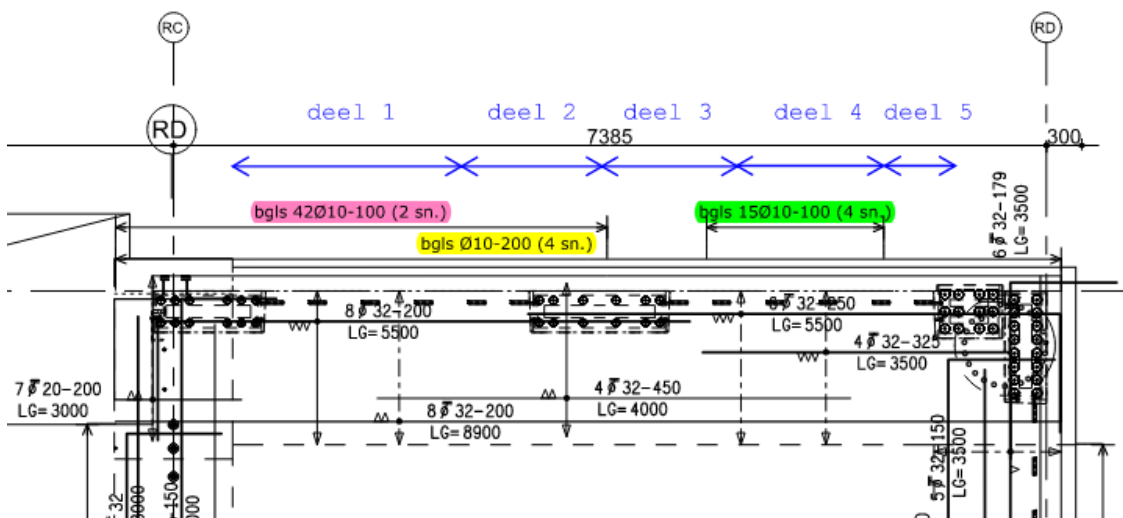 RC
RD
deel 1
deel 2
deel 3
deel 4
deel 5
RD
7385
300
bgls 42Ø10-100 (2 sn.)
bgls 15Ø10-100 (4 sn.)
bgls Ø10-200 (4 sn.)
6 ø 32-179
LG=3500
8 ø 32-200
LG=5500
8 ø 32-250
LG=5500
4 ø 32-325
LG=3500
7 ø 20-200
LG= 3000
4 ø 32-450
LG=4000
8 ø 32-200
LG=8900
5 ø 32-150
LG=3500